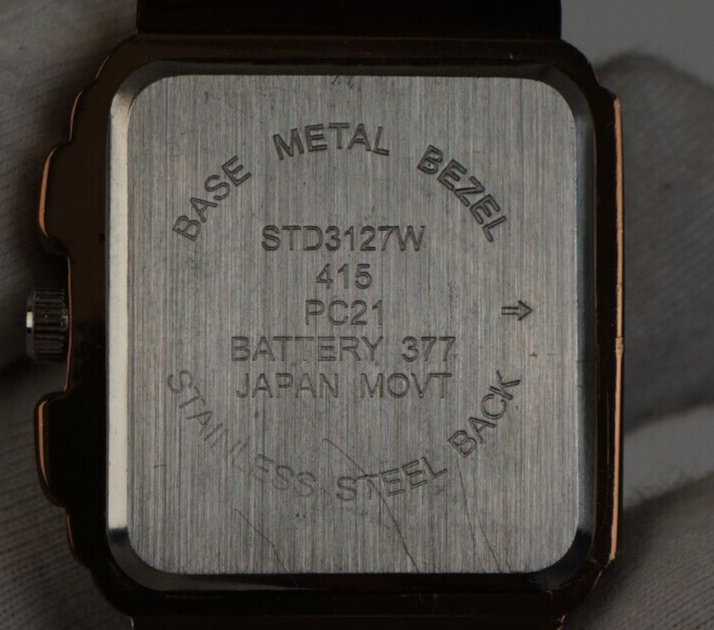 BASE METAL BEZEL
STD3127W
415
PC21
⇒
BATTERY 377
JAPAN MOVT
STAINLESS STEEL BACK